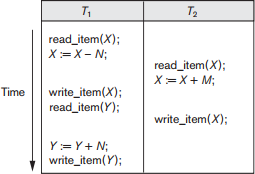 T1 T2
read_item(X);
X := X – N;
read_item(X);
X := X + M;
Time
write_item(X);
read_item(Y);
write_item(X);
Y := Y + N;
write_item(Y);